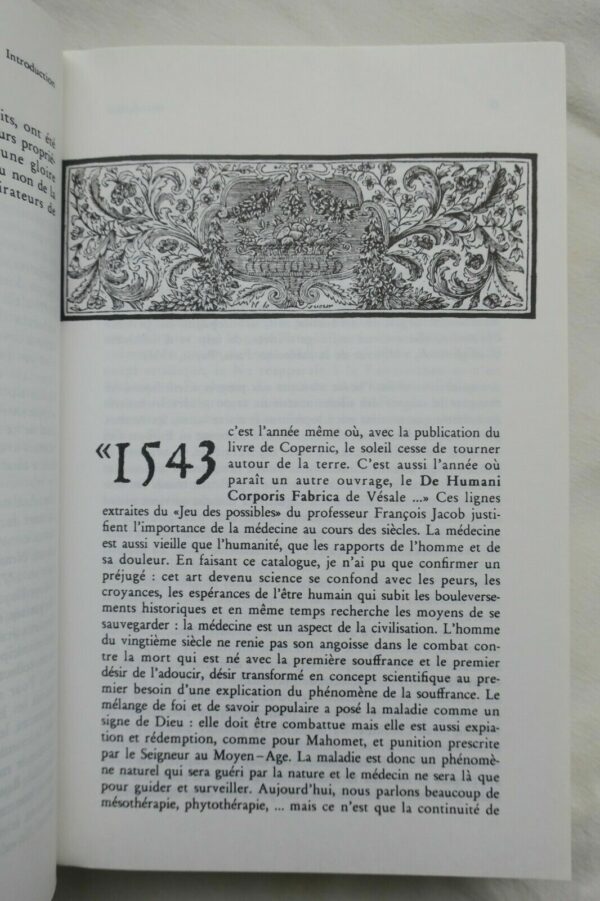 Introduction
its, ont été
urs proprié-
une gloire
u non de la
irateurs de
«1543
c'est l'année même où, avec la publication du
livre de Copernic, le soleil cesse de tourner
autour de la terre. C'est aussi l'année où
paraît un autre ouvrage, le De Humani
Corporis Fabrica de Vésale ...» Ces lignes
extraites du «Jeu des possibles» du professeur François Jacob justi-
fient l'importance de la médecine au cours des siècles. La médecine
est aussi vieille que l'humanité, que les rapports de l'homme et de
sa douleur. En faisant ce catalogue, je n'ai pu que confirmer un
préjugé : cet art devenu science se confond avec les peurs, les
croyances, les espérances de l'être humain qui subit les bouleverse-
ments historiques et en même temps recherche les moyens de se
sauvegarder : la médecine est un aspect de la civilisation. L'homme
du vingtième siècle ne renie pas son angoisse dans le combat con-
tre la mort qui est né avec la première souffrance et le premier
désir de l'adoucir, désir transformé en concept scientifique au pre-
mier besoin d'une explication du phénomène de la souffrance. Le
mélange de foi et de savoir populaire a posé la maladie comme un
signe de Dieu : elle doit être combattue mais elle est aussi expia-
tion et rédemption, comme pour Mahomet, et punition prescrite
par le Seigneur au Moyen-Age. La maladie est donc un phénomè-
ne naturel qui sera guéri par la nature et le médecin ne sera là que
pour guider et surveiller. Aujourd'hui, nous parlons beaucoup de
mésothérapie, phytothérapie, ... mais ce n'est que la continuité de